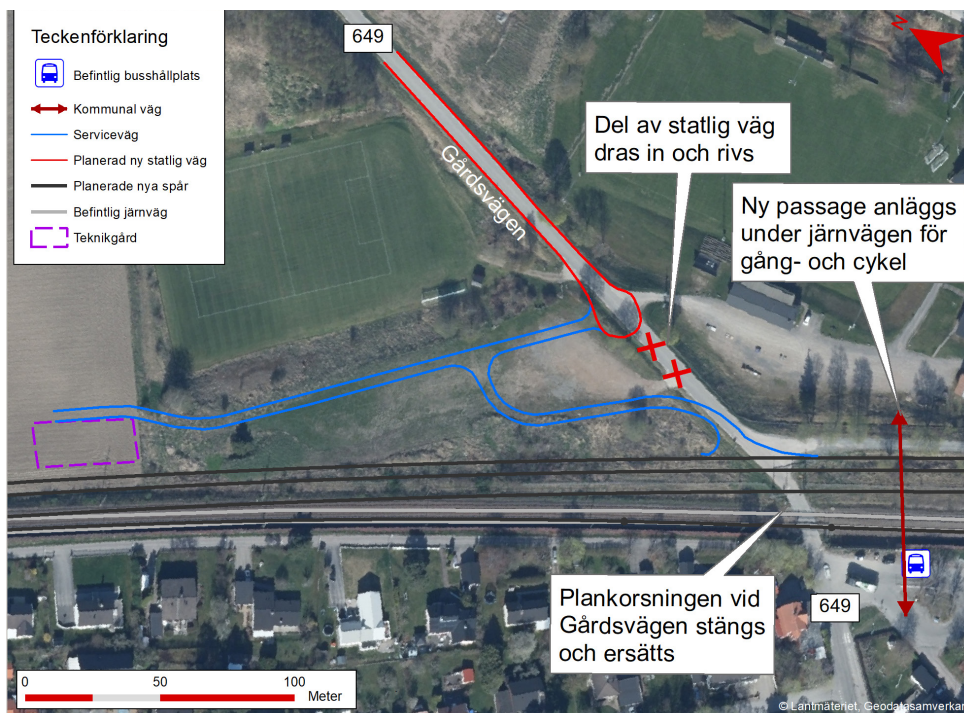 Teckenförklaring
Befintlig busshållplats
Kommunal väg
Serviceväg
Planerad ny statlig väg
Planerade nya spår
Befintlig järnväg
Teknikgård
649
N
Gårdsvägen
Del av statlig väg
dras in och rivs
Ny passage anläggs
under järnvägen för
gång- och cykel
Plankorsningen vid
Gårdsvägen stängs
och ersätts
649
0 50 100
Meter
© Lantmäteriet, Geodatasamverkan